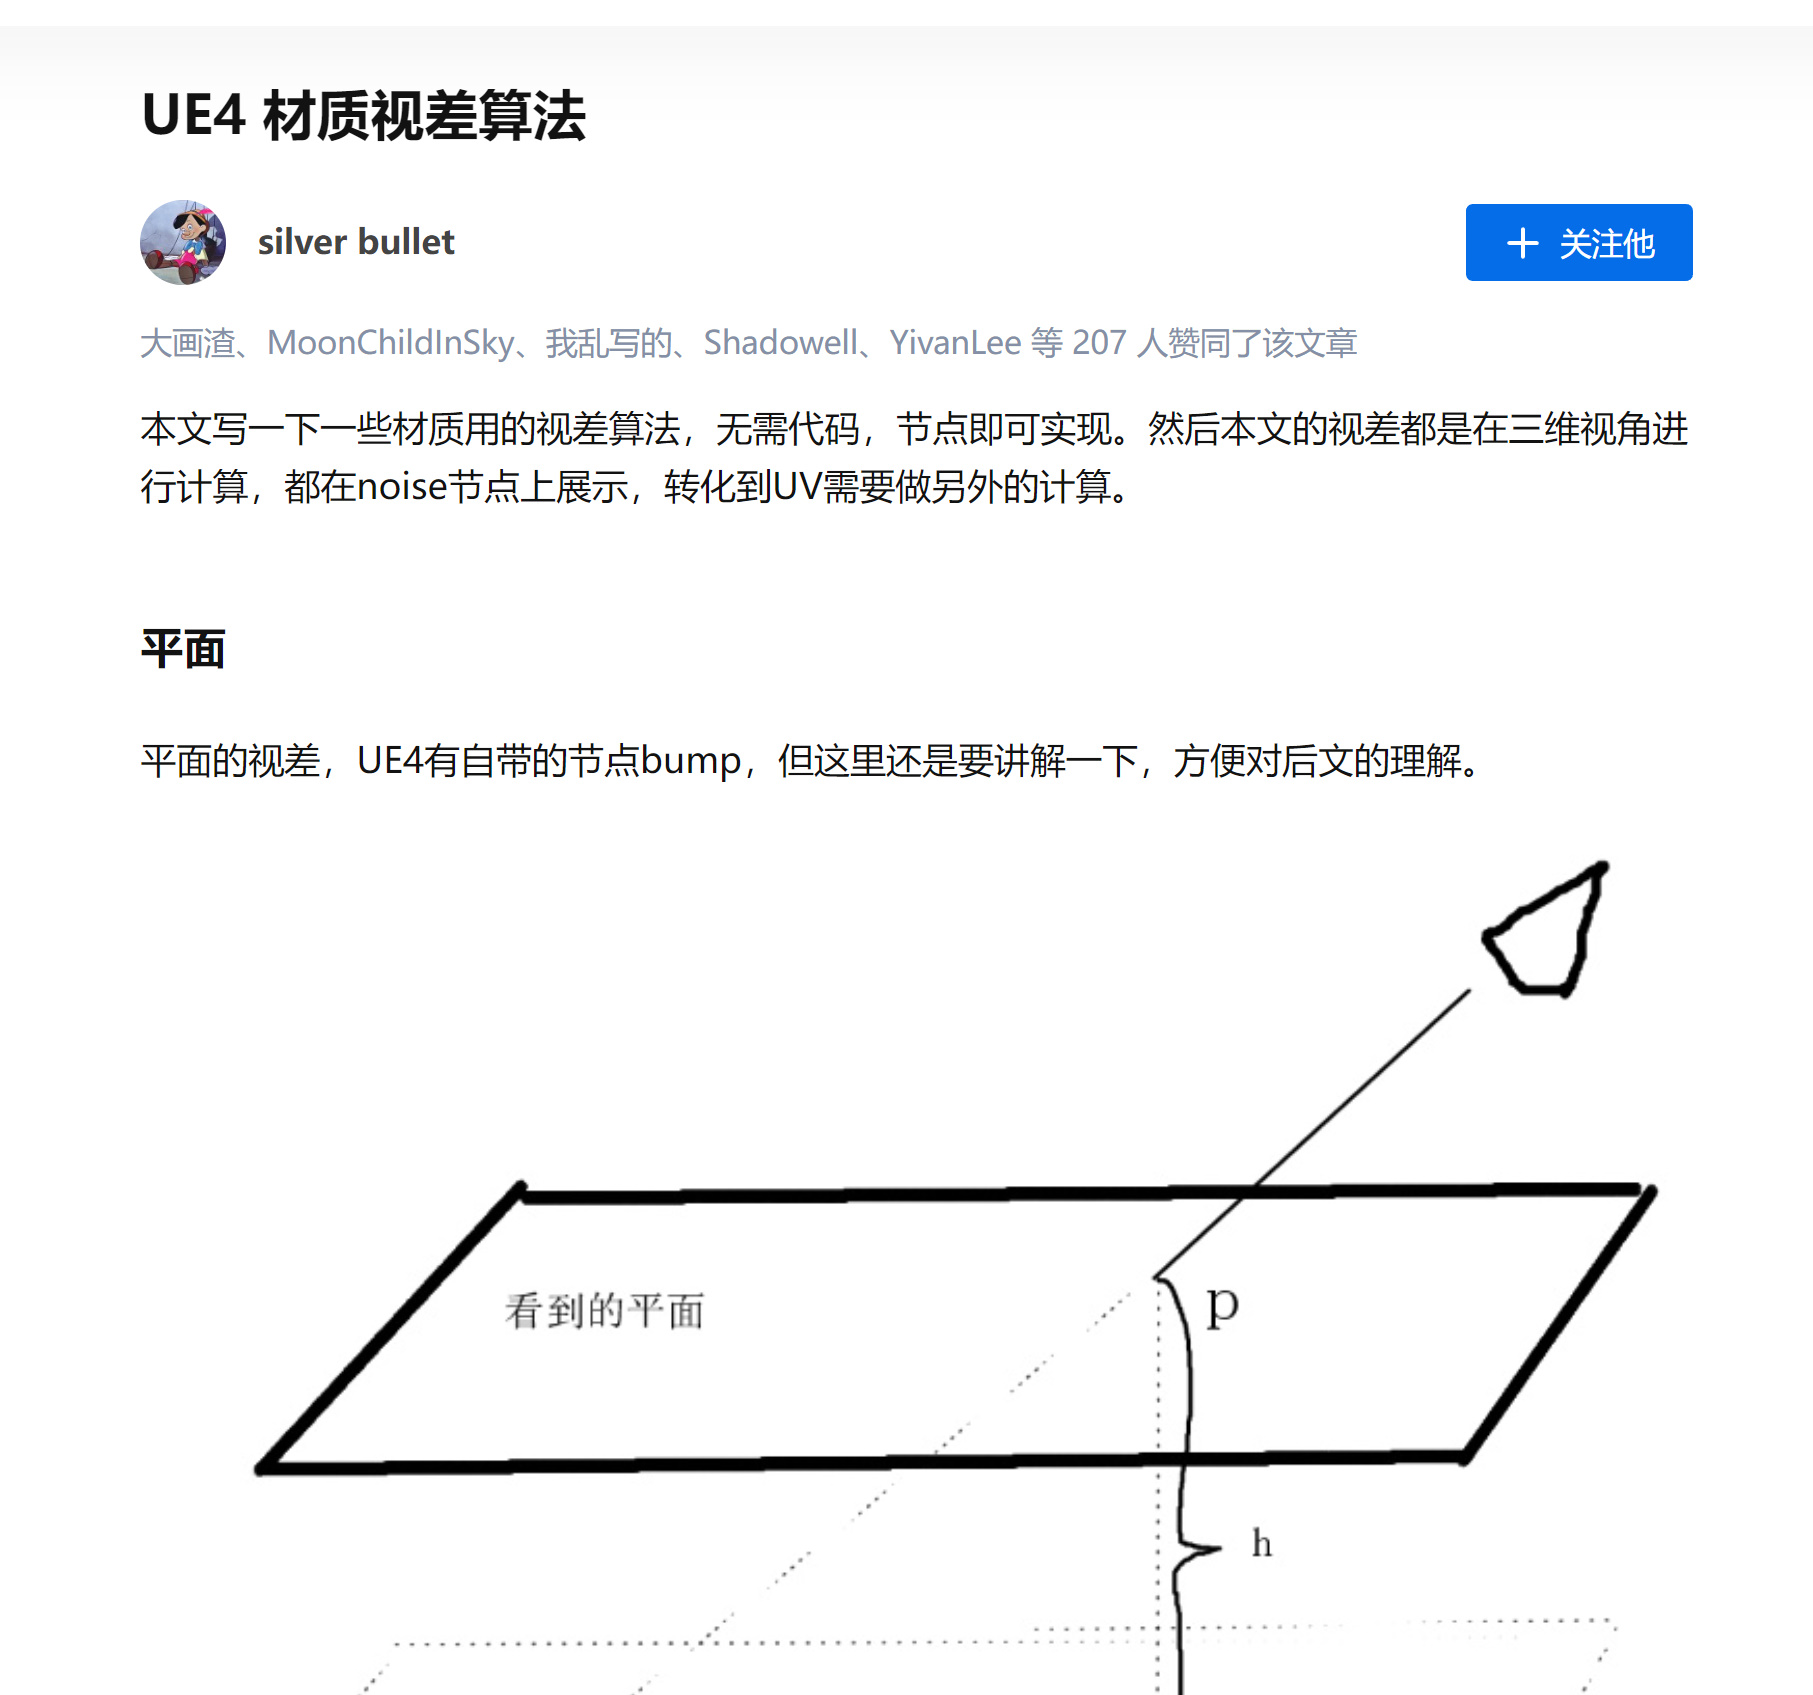 UE4 材质视差算法
silver bullet
关注他
大画渣、MoonChildInSky、我乱写的、Shadowell、YivanLee 等 207 人赞同了该文章
本文写一下一些材质用的视差算法，无需代码，节点即可实现。然后本文的视差都是在三维视角进
行计算，都在noise节点上展示，转化到UV需要做另外的计算。
平面
平面的视差，UE4有自带的节点bump，但这里还是要讲解一下，方便对后文的理解。
看到的平面
p
h